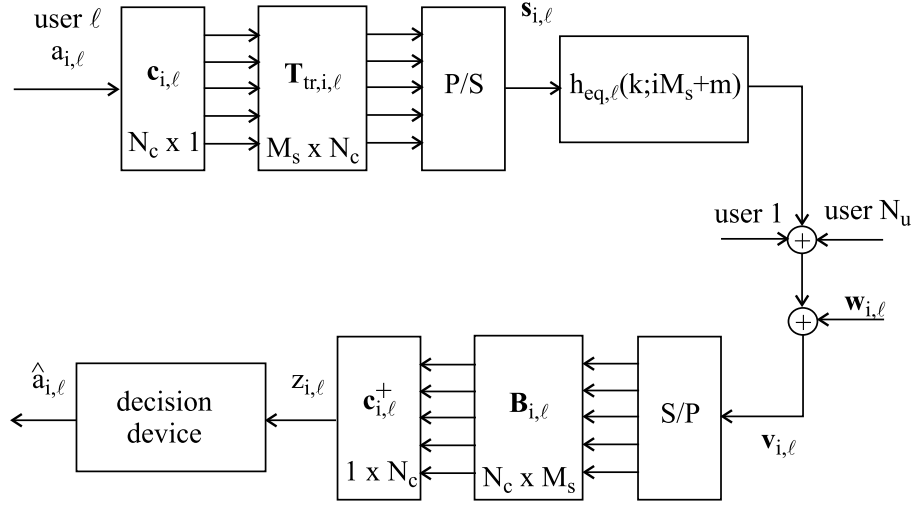 user ℓ
a_{i,ℓ}
c_{i,ℓ}
N_c x 1
T_{tr,i,ℓ}
M_s x N_c
P/S
s_{i,ℓ}
h_{eq,ℓ}(k;iM_s+m)
user 1
user N_u
+
+
w_{i,ℓ}
v_{i,ℓ}
S/P
B_{i,ℓ}
N_c x M_s
c^+_{i,ℓ}
1 x N_c
z_{i,ℓ}
decision
device
â_{i,ℓ}